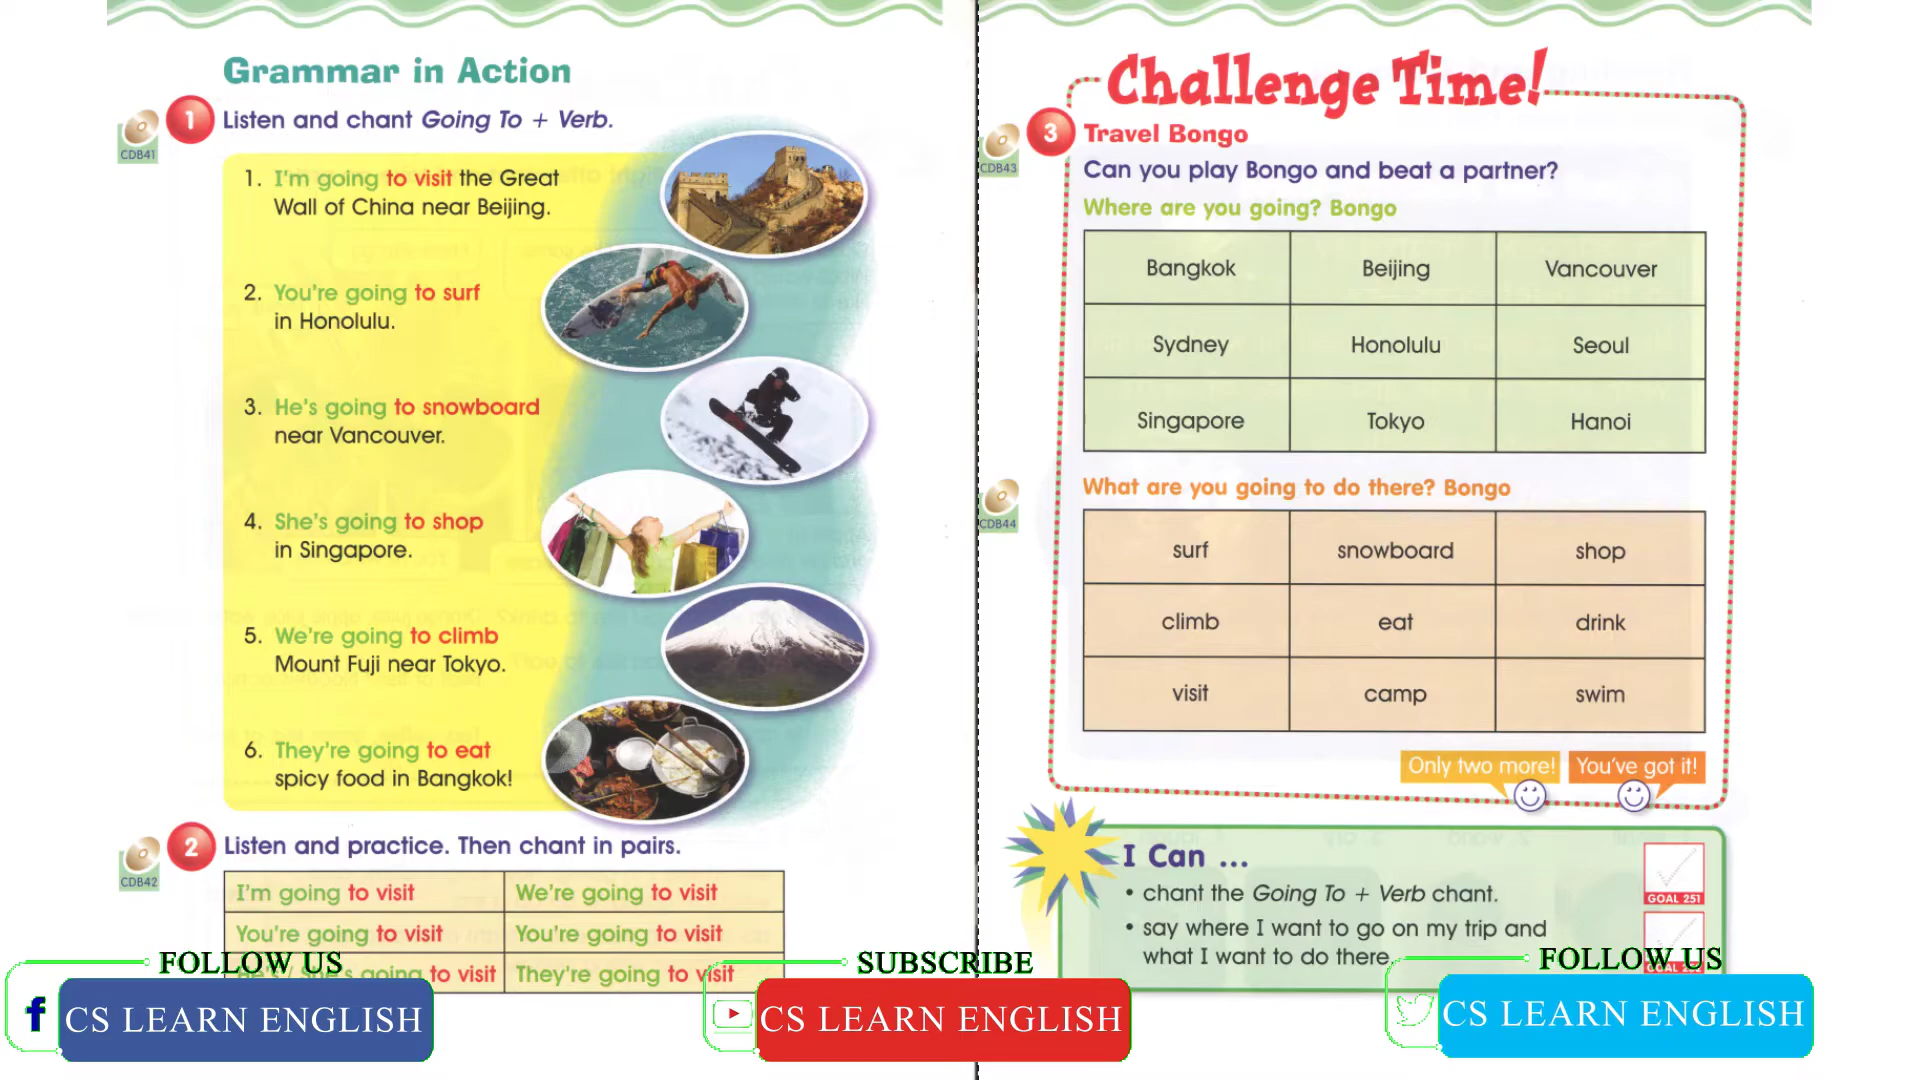 Grammar in Action
CDB41
1 Listen and chant Going To + Verb.
1. I'm going to visit the Great
Wall of China near Beijing.
2. You're going to surf
in Honolulu.
3. He's going to snowboard
near Vancouver.
4. She's going to shop
in Singapore.
5. We're going to climb
Mount Fuji near Tokyo.
6. They're going to eat
spicy food in Bangkok!
CDB42
2 Listen and practice. Then chant in pairs.
I'm going to visit We're going to visit
You're going to visit You're going to visit
He's / She's going to visit They're going to visit
Challenge Time!
CDB43
3 Travel Bongo
Can you play Bongo and beat a partner?
Where are you going? Bongo
Bangkok Beijing Vancouver
Sydney Honolulu Seoul
Singapore Tokyo Hanoi
CDB44
What are you going to do there? Bongo
surf snowboard shop
climb eat drink
visit camp swim
Only two more! You've got it!
I Can ...
• chant the Going To + Verb chant.
GOAL 251
• say where I want to go on my trip and
what I want to do there.
GOAL
FOLLOW US
f CS LEARN ENGLISH
SUBSCRIBE
CS LEARN ENGLISH
FOLLOW US
CS LEARN ENGLISH